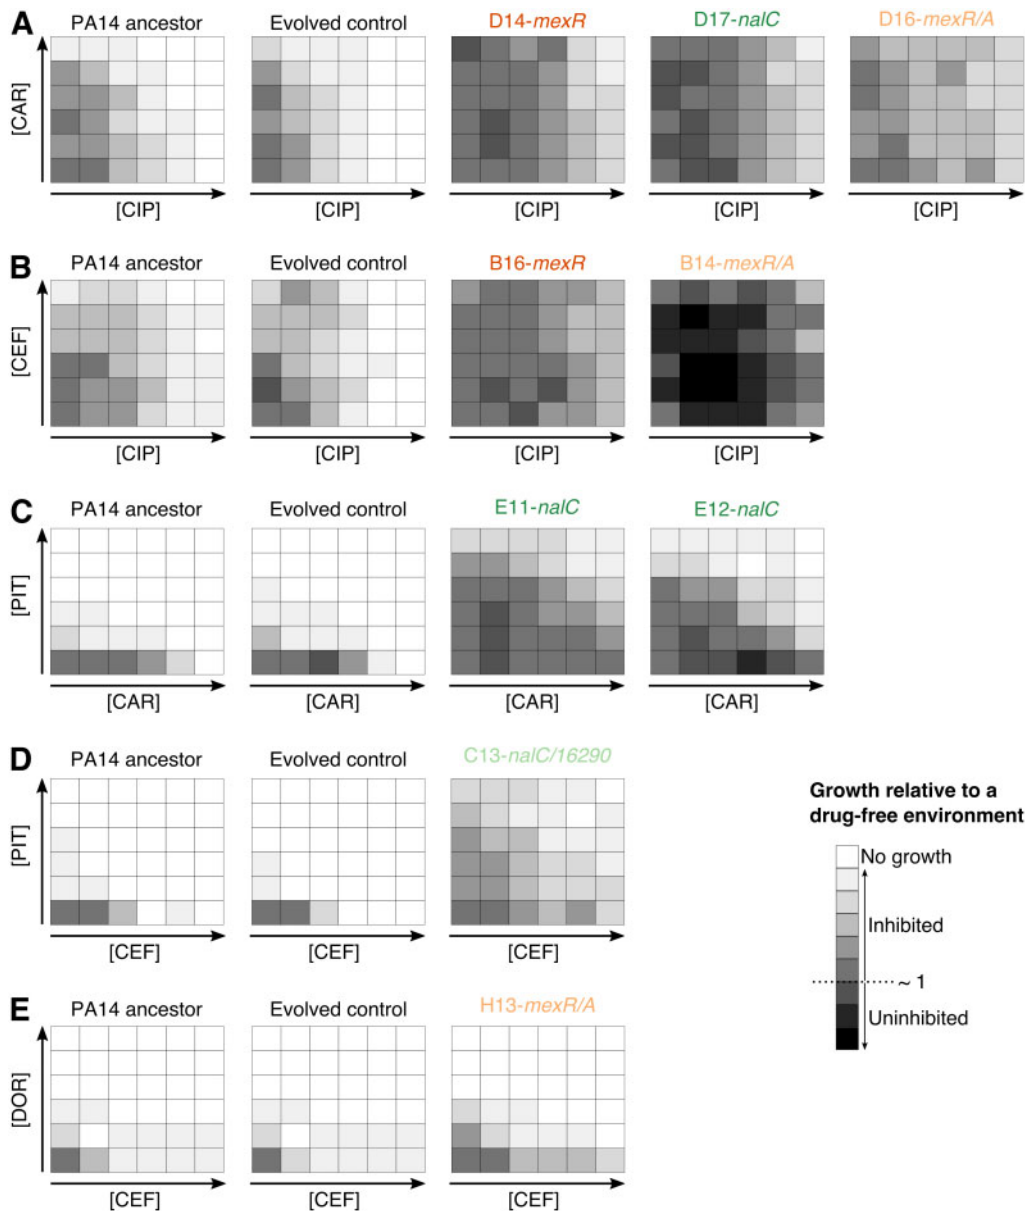 A
PA14 ancestor
Evolved control
D14-mexR
D17-nalC
D16-mexR/A
[CAR]
[CIP]
[CIP]
[CIP]
[CIP]
[CIP]
B
PA14 ancestor
Evolved control
B16-mexR
B14-mexR/A
[CEF]
[CIP]
[CIP]
[CIP]
[CIP]
C
PA14 ancestor
Evolved control
E11-nalC
E12-nalC
[PIT]
[CAR]
[CAR]
[CAR]
[CAR]
D
PA14 ancestor
Evolved control
C13-nalC/16290
[PIT]
[CEF]
[CEF]
[CEF]
Growth relative to a
drug-free environment
No growth
Inhibited
~ 1
Uninhibited
E
PA14 ancestor
Evolved control
H13-mexR/A
[DOR]
[CEF]
[CEF]
[CEF]